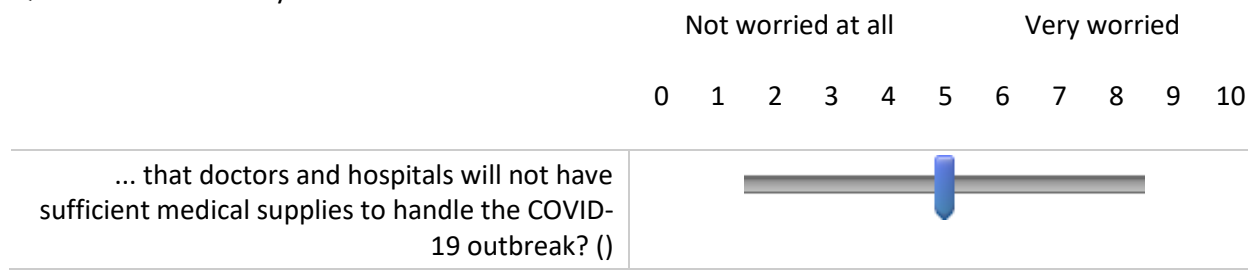 Not worried at all Very worried
0 1 2 3 4 5 6 7 8 9 10
... that doctors and hospitals will not have
sufficient medical supplies to handle the COVID-
19 outbreak? ()